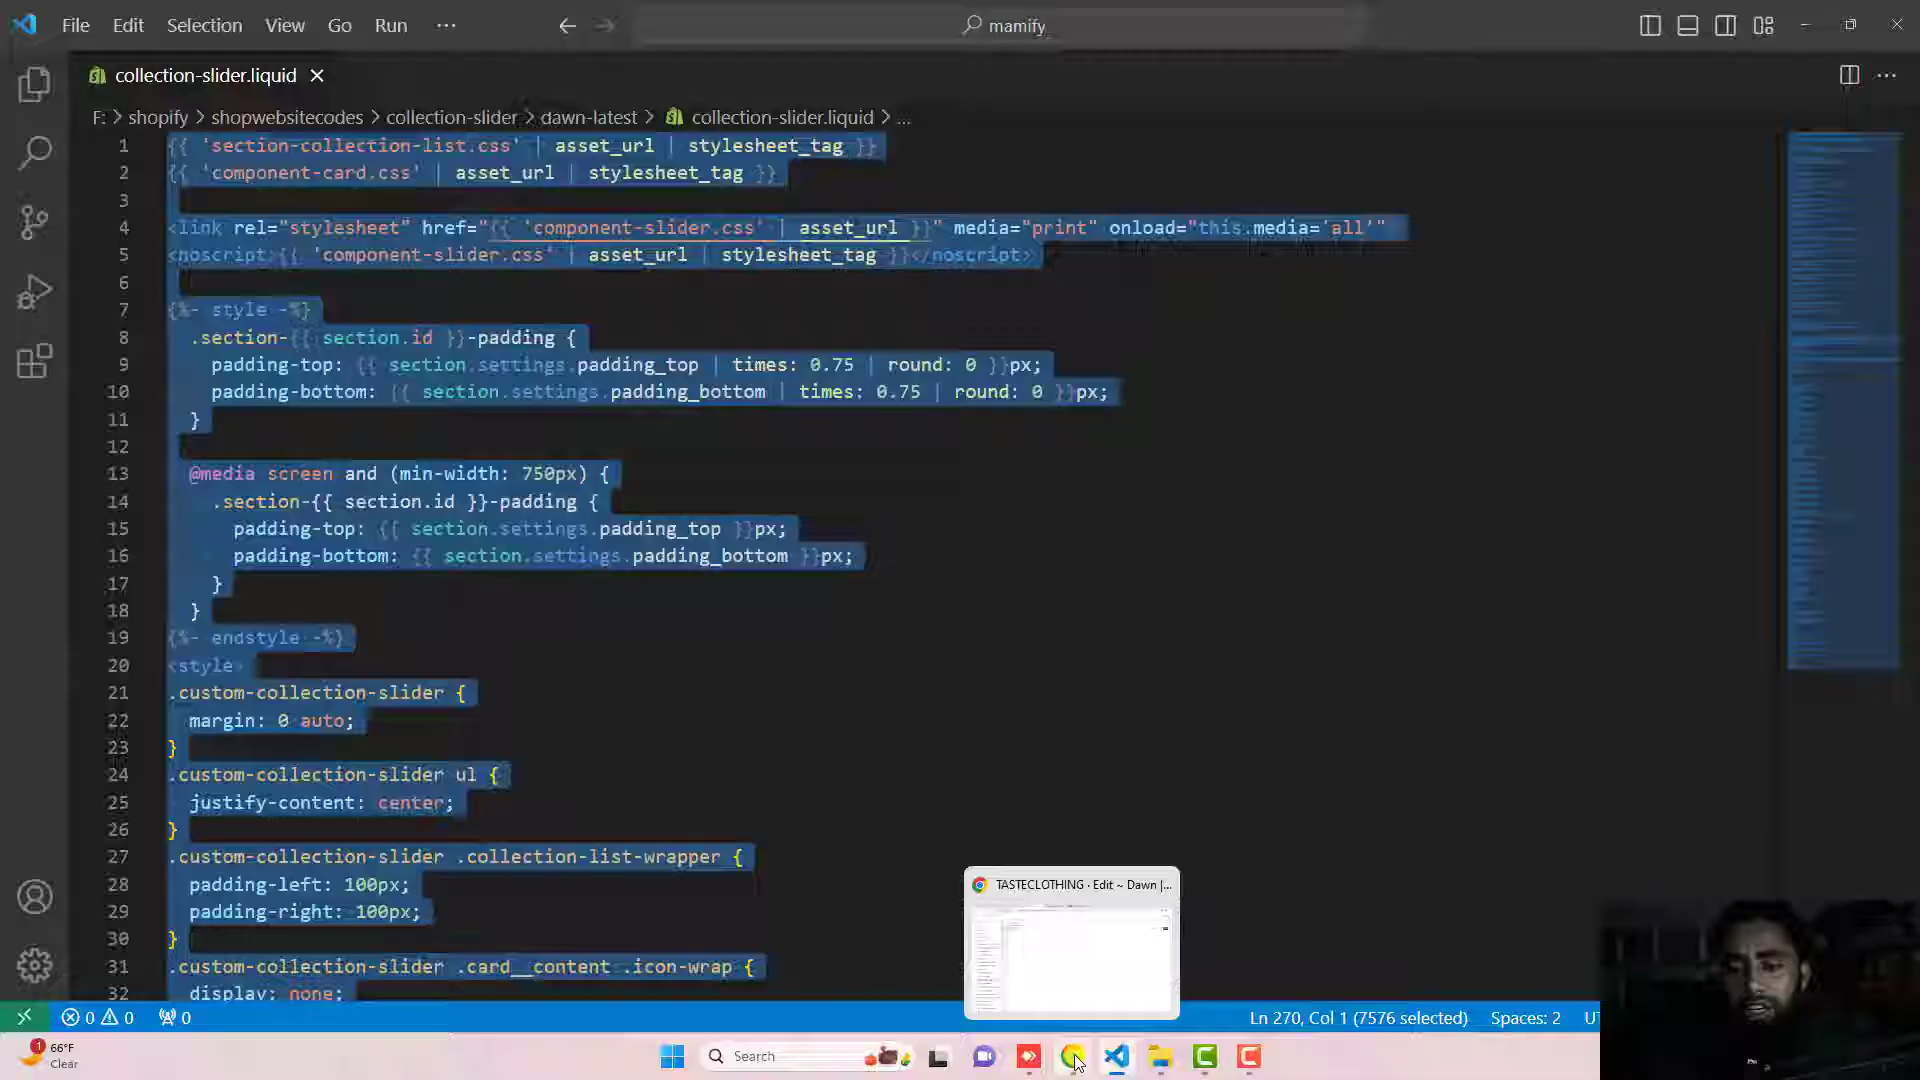 File Edit Selection View Go Run ···
mamify
collection-slider.liquid
F: > shopify > shopwebsitecodes > collection-slider > dawn-latest > collection-slider.liquid > ...
1 {{ 'section-collection-list.css' | asset_url | stylesheet_tag }}
2 {{ 'component-card.css' | asset_url | stylesheet_tag }}
3
4 <link rel="stylesheet" href="{{ 'component-slider.css' | asset_url }}" media="print" onload="this.media='all'"
5 <noscript>{{ 'component-slider.css' | asset_url | stylesheet_tag }}</noscript>
6
7 {%- style -%}
8 .section-{{ section.id }}-padding {
9 padding-top: {{ section.settings.padding_top | times: 0.75 | round: 0 }}px;
10 padding-bottom: {{ section.settings.padding_bottom | times: 0.75 | round: 0 }}px;
11 }
12
13 @media screen and (min-width: 750px) {
14 .section-{{ section.id }}-padding {
15 padding-top: {{ section.settings.padding_top }}px;
16 padding-bottom: {{ section.settings.padding_bottom }}px;
17 }
18 }
19 {%- endstyle -%}
20 <style>
21 .custom-collection-slider {
22 margin: 0 auto;
23 }
24 .custom-collection-slider ul {
25 justify-content: center;
26 }
27 .custom-collection-slider .collection-list-wrapper {
28 padding-left: 100px;
29 padding-right: 100px;
30 }
31 .custom-collection-slider .card__content .icon-wrap {
32 display: none;
TASTECLOTHING · Edit ~ Dawn |...
0 0 0 Ln 270, Col 1 (7576 selected) Spaces: 2 UT
1 66°F
Clear
Search